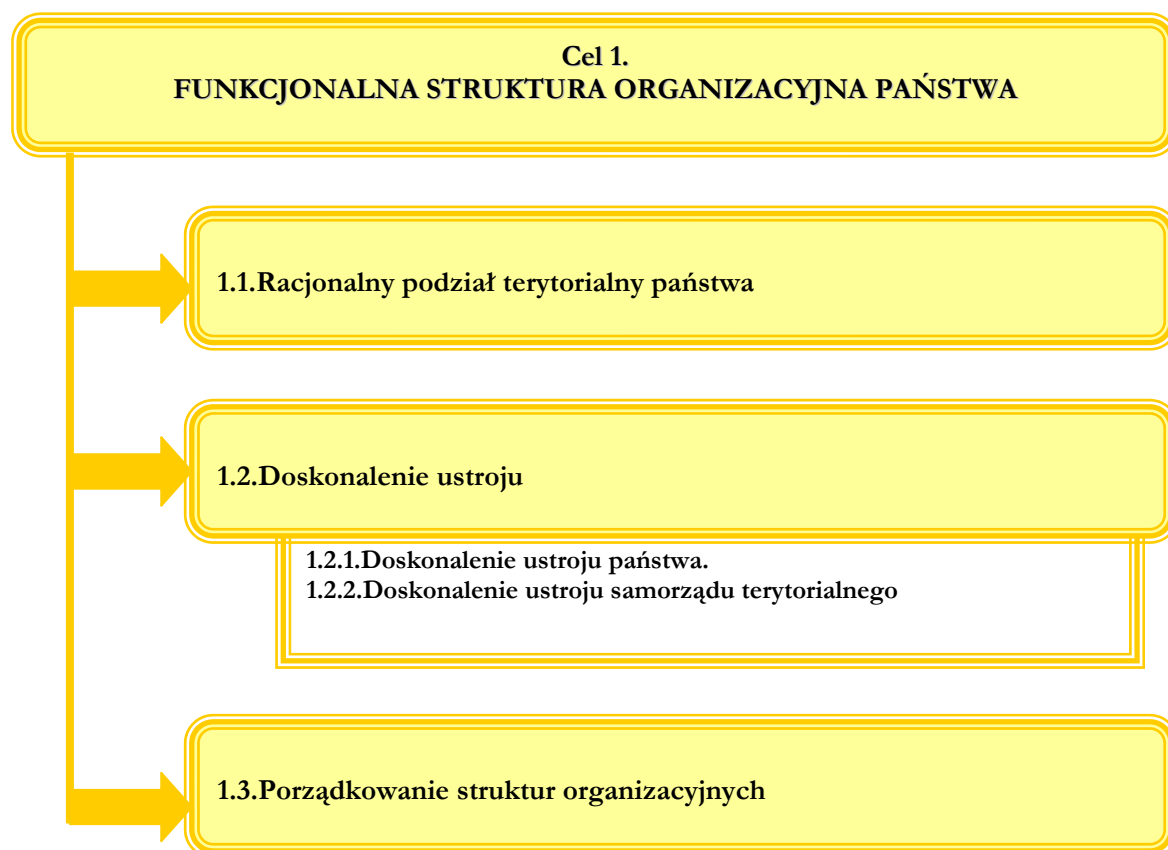 Cel 1.
FUNKCJONALNA STRUKTURA ORGANIZACYJNA PAŃSTWA
1.1.Racjonalny podział terytorialny państwa
1.2.Doskonalenie ustroju
1.2.1.Doskonalenie ustroju państwa.
1.2.2.Doskonalenie ustroju samorządu terytorialnego
1.3.Porządkowanie struktur organizacyjnych